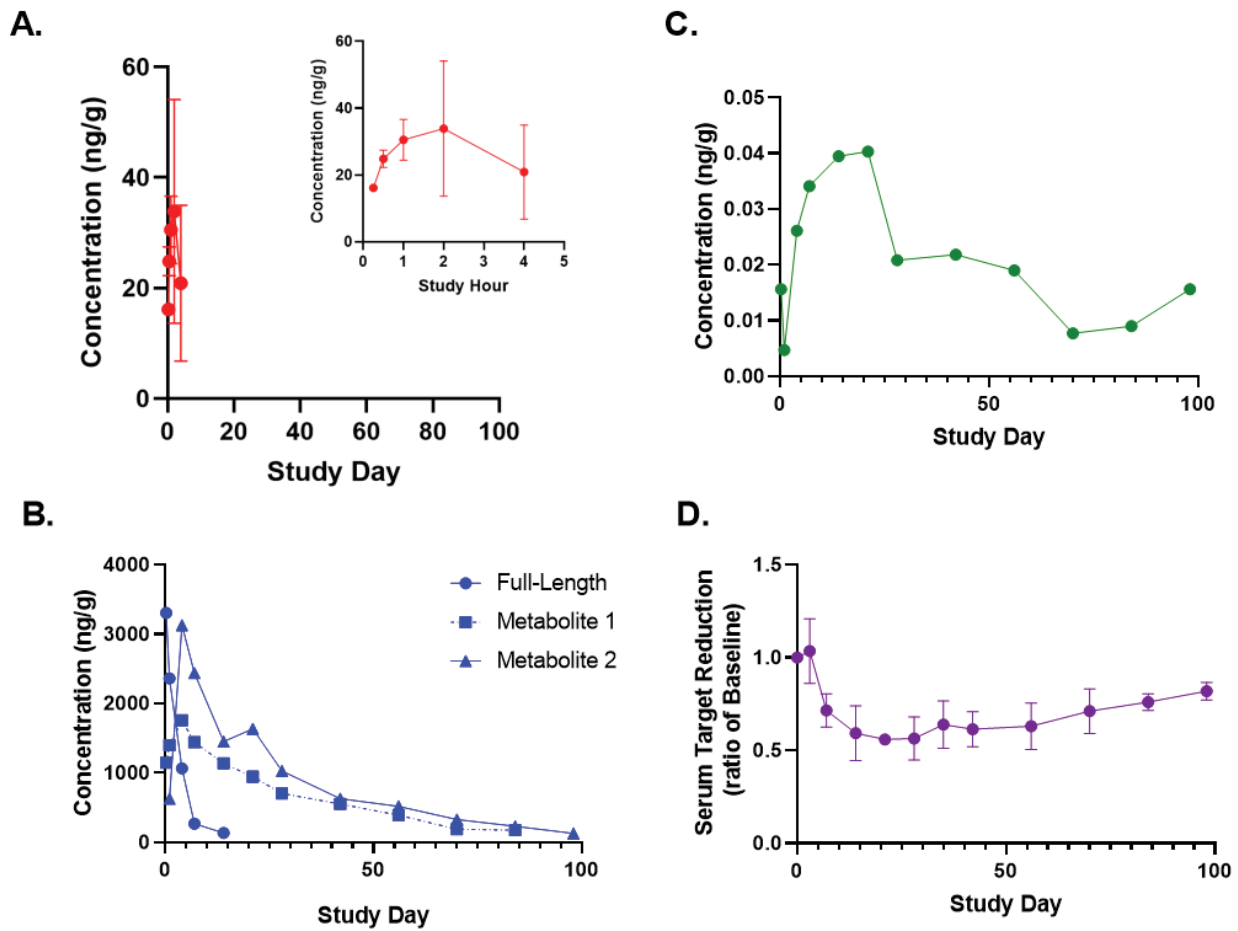 A.
60
40
20
0
Concentration (ng/g)
0 20 40 60 80 100
Study Day
60
40
20
0
Concentration (ng/g)
0 1 2 3 4 5
Study Hour
B.
4000
3000
2000
1000
0
Concentration (ng/g)
0 50 100
Study Day
Full-Length
Metabolite 1
Metabolite 2
C.
0.05
0.04
0.03
0.02
0.01
0.00
Concentration (ng/g)
0 50 100
Study Day
D.
1.5
1.0
0.5
0.0
Serum Target Reduction
(ratio of Baseline)
0 50 100
Study Day